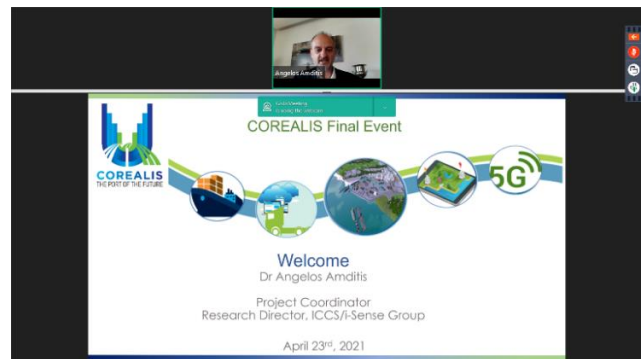 Angelos Amditis
COREALIS Final Event
COREALIS
THE PORT OF THE FUTURE
5G
Welcome
Dr Angelos Amditis
Project Coordinator
Research Director, ICCS/i-Sense Group
April 23rd, 2021